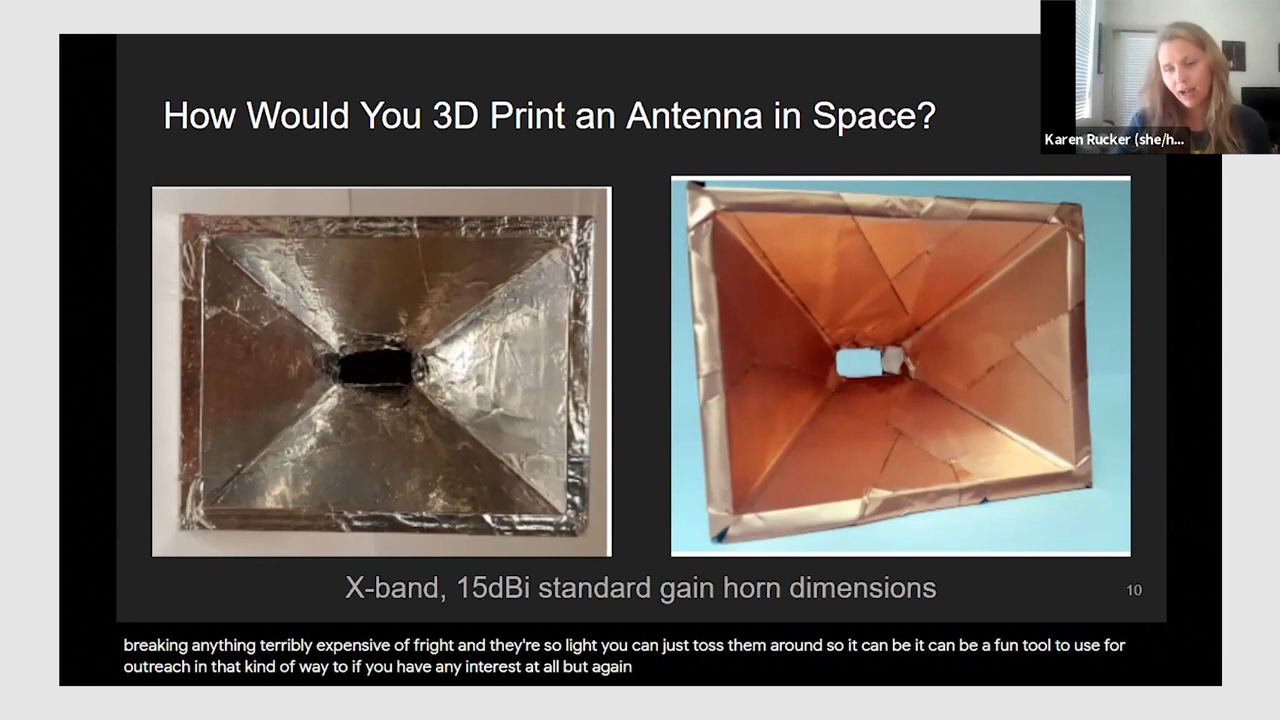 How Would You 3D Print an Antenna in Space?
Karen Rucker (she/h...
X-band, 15dBi standard gain horn dimensions
10
breaking anything terribly expensive of fright and they're so light you can just toss them around so it can be it can be a fun tool to use for
outreach in that kind of way to if you have any interest at all but again